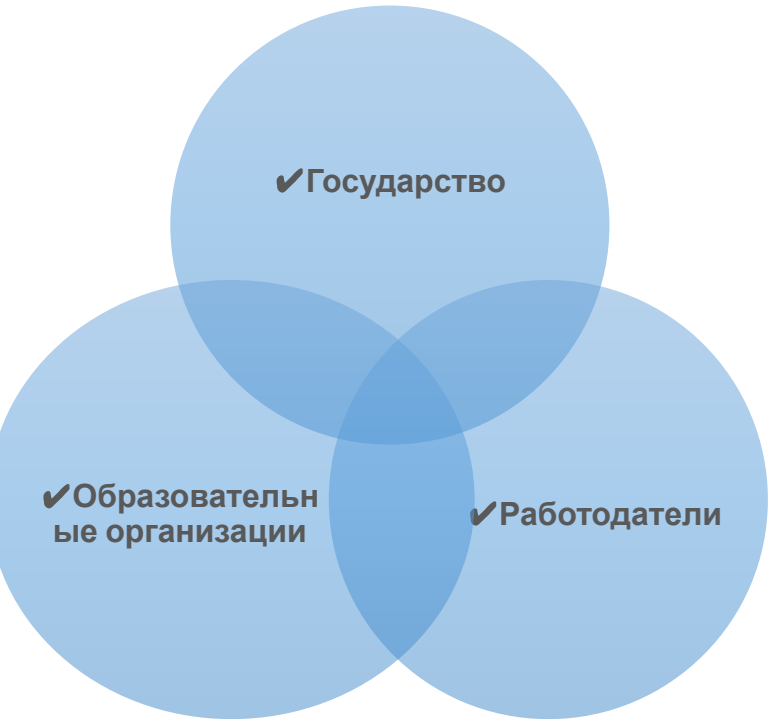 ✔Государство
✔Образовательн
ые организации
✔Работодатели